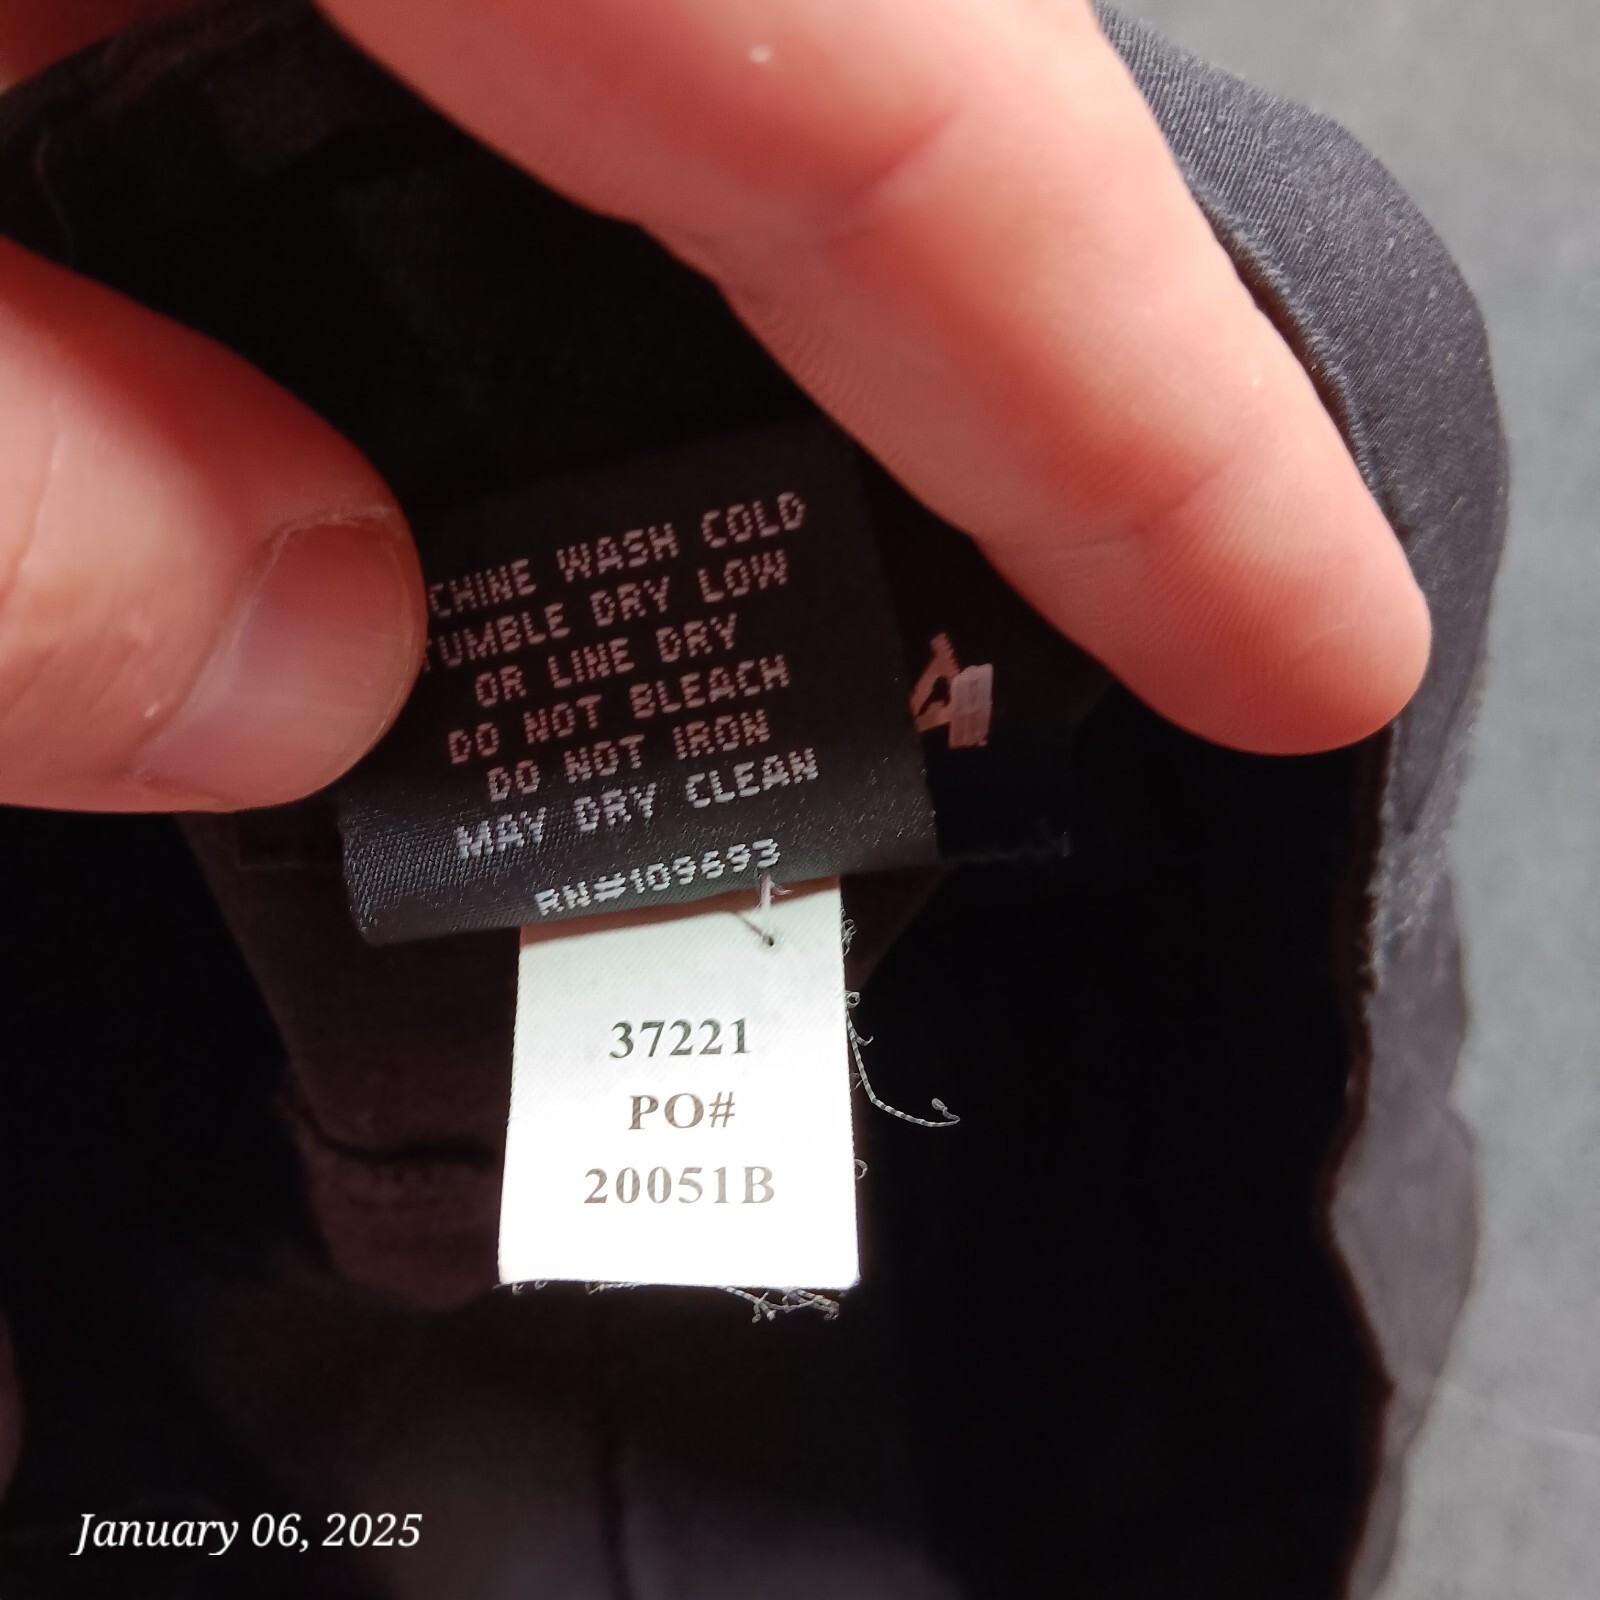 CHINE WASH COLD
TUMBLE DRY LOW
OR LINE DRY
DO NOT BLEACH
DO NOT IRON
MAY DRY CLEAN
RN#109693
4
37221
PO#
20051B
January 06, 2025